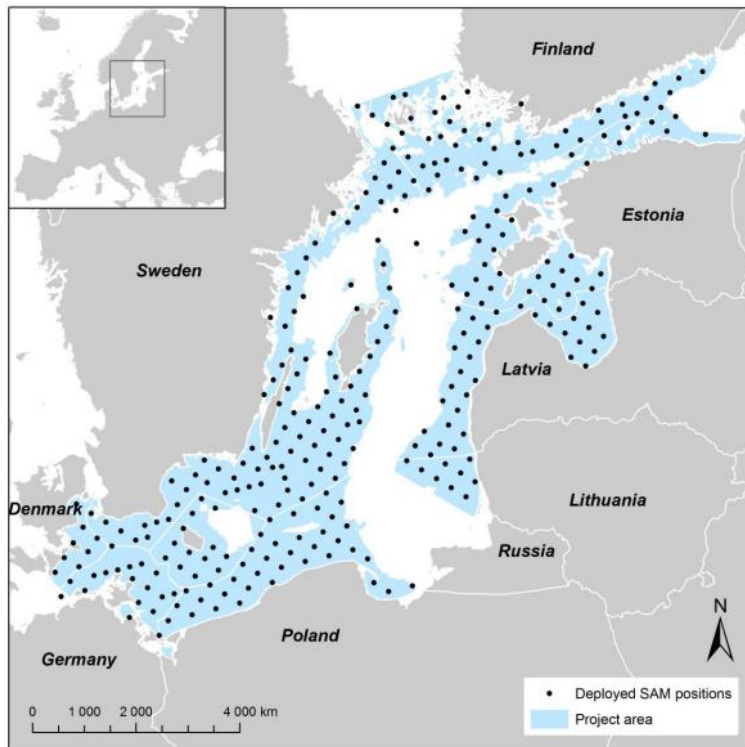 Finland
Estonia
Sweden
Latvia
Lithuania
Denmark
Russia
Poland
Germany
N
0 1 000 2 000 4 000 km
Deployed SAM positions
Project area